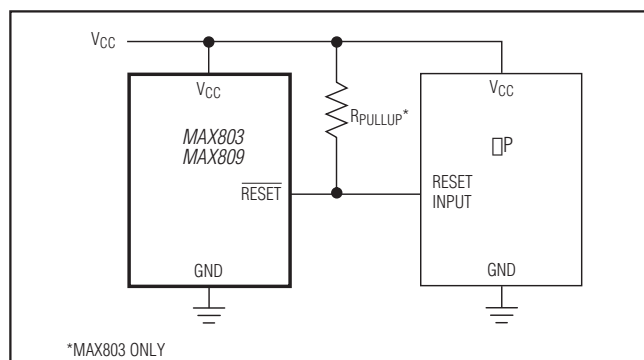 VCC
VCC
MAX803
MAX809
RESET
GND
RPULLUP*
VCC
▯P
RESET
INPUT
GND
*MAX803 ONLY